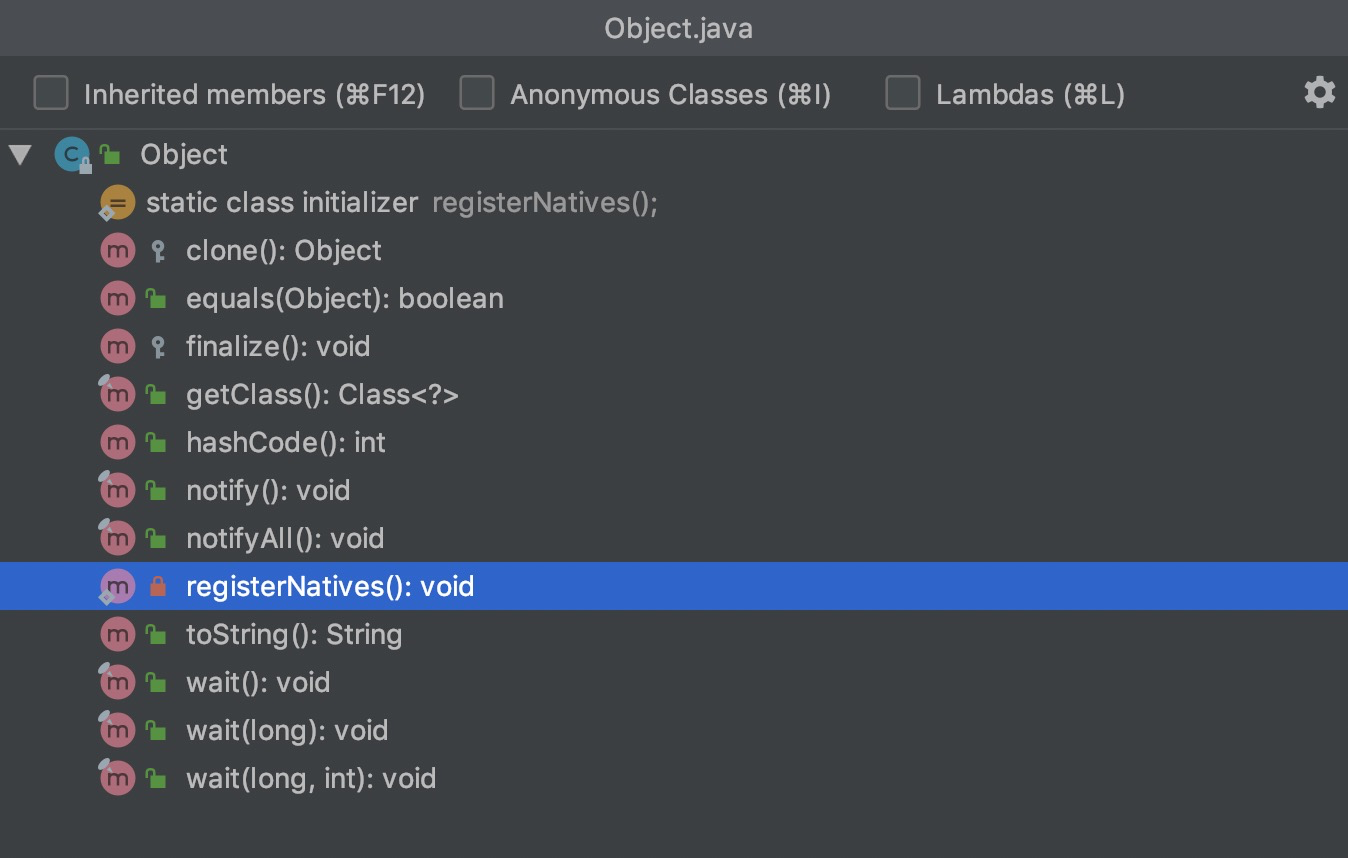 Object.java
Inherited members (⌘F12) Anonymous Classes (⌘I) Lambdas (⌘L)
C Object
= static class initializer registerNatives();
m clone(): Object
m equals(Object): boolean
m finalize(): void
m getClass(): Class<?>
m hashCode(): int
m notify(): void
m notifyAll(): void
m registerNatives(): void
m toString(): String
m wait(): void
m wait(long): void
m wait(long, int): void